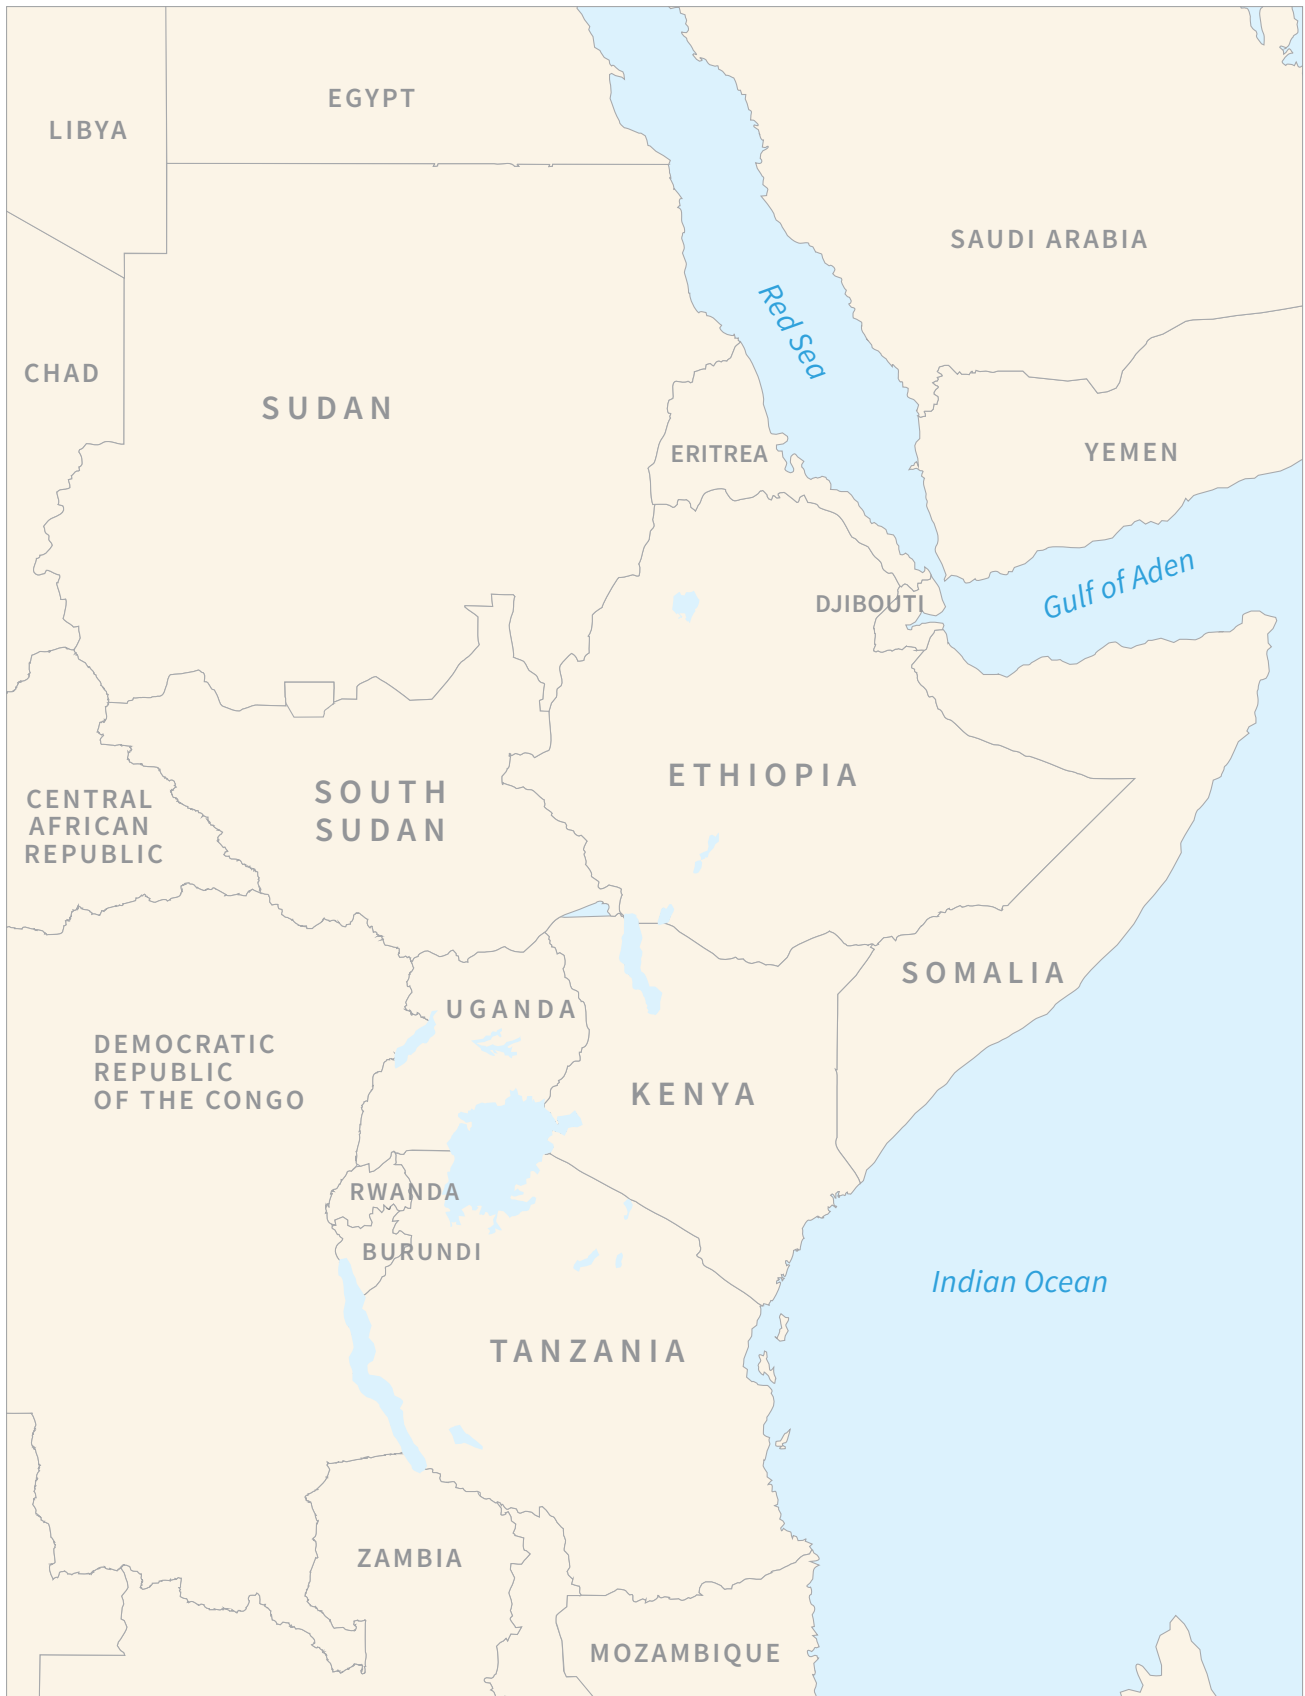 EGYPT
LIBYA
SAUDI ARABIA
Red Sea
CHAD
SUDAN
ERITREA
YEMEN
Gulf of Aden
DJIBOUTI
ETHIOPIA
SOUTH
SUDAN
CENTRAL
AFRICAN
REPUBLIC
SOMALIA
UGANDA
DEMOCRATIC
REPUBLIC
OF THE CONGO
KENYA
RWANDA
BURUNDI
Indian Ocean
TANZANIA
ZAMBIA
MOZAMBIQUE